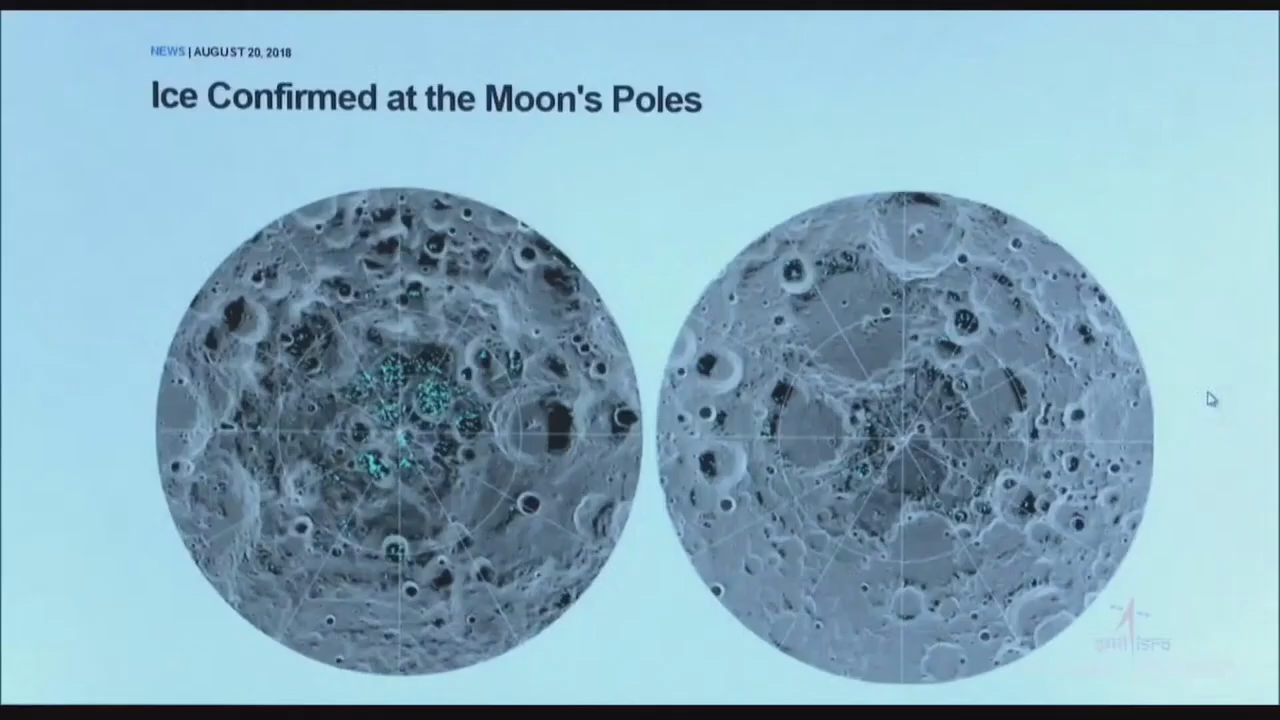 NEWS | AUGUST 20, 2018
Ice Confirmed at the Moon's Poles
इसरो isro